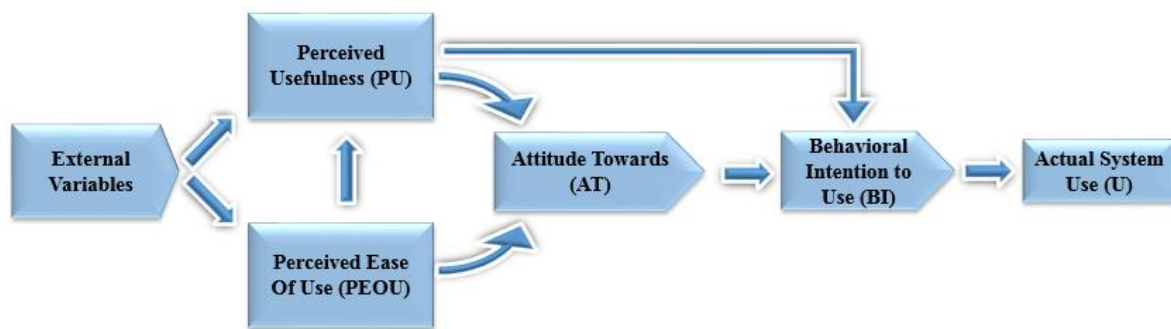 External
Variables
Perceived
Usefulness (PU)
Perceived Ease
Of Use (PEOU)
Attitude Towards
(AT)
Behavioral
Intention to
Use (BI)
Actual System
Use (U)